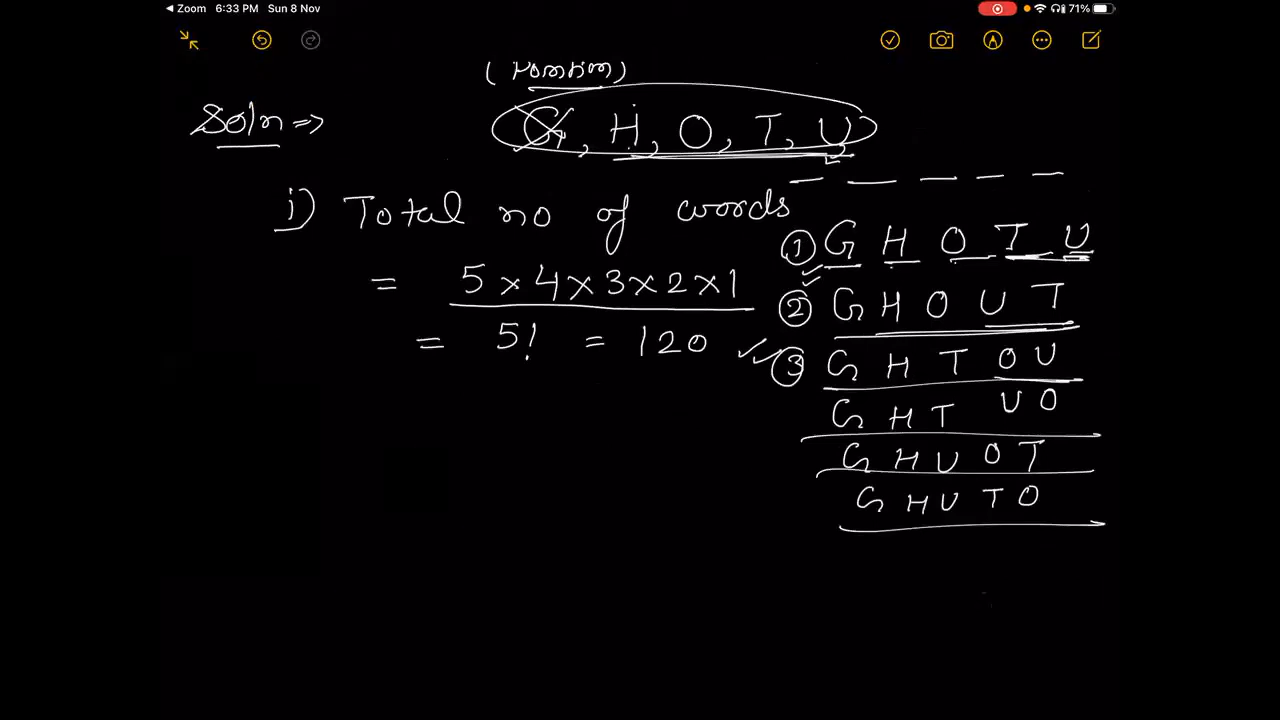 Zoom 6:33 PM Sun 8 Nov 71%
Soln ⇒ G, H, O, T, U
i) Total no of words
= 5 × 4 × 3 × 2 × 1
= 5! = 120
① G H O T U
② G H O U T
③ G H T O U
G H T U O
G H U O T
G H U T O